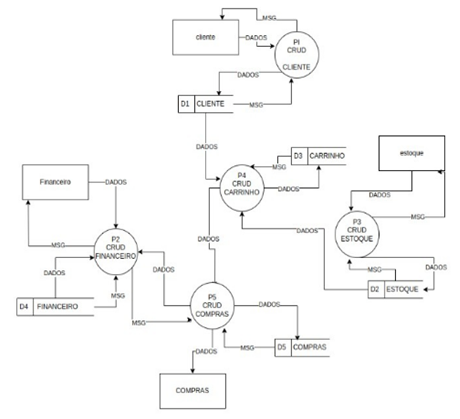 MSG
cliente
DADOS
P1
CRUD
CLIENTE
DADOS
D1 CLIENTE
MSG
DADOS
D3 CARRINHO
MSG
estoque
P4
CRUD
CARRINHO
DADOS
DADOS
Financeiro
DADOS
P3
CRUD
ESTOQUE
MSG
DADOS
P2
CRUD
FINANCEIRO
MSG
DADOS
DADOS
DADOS
MSG
DADOS
D2 ESTOQUE
D4 FINANCEIRO
MSG
P5
CRUD
COMPRAS
DADOS
MSG
MSG
D5 COMPRAS
DADOS
COMPRAS